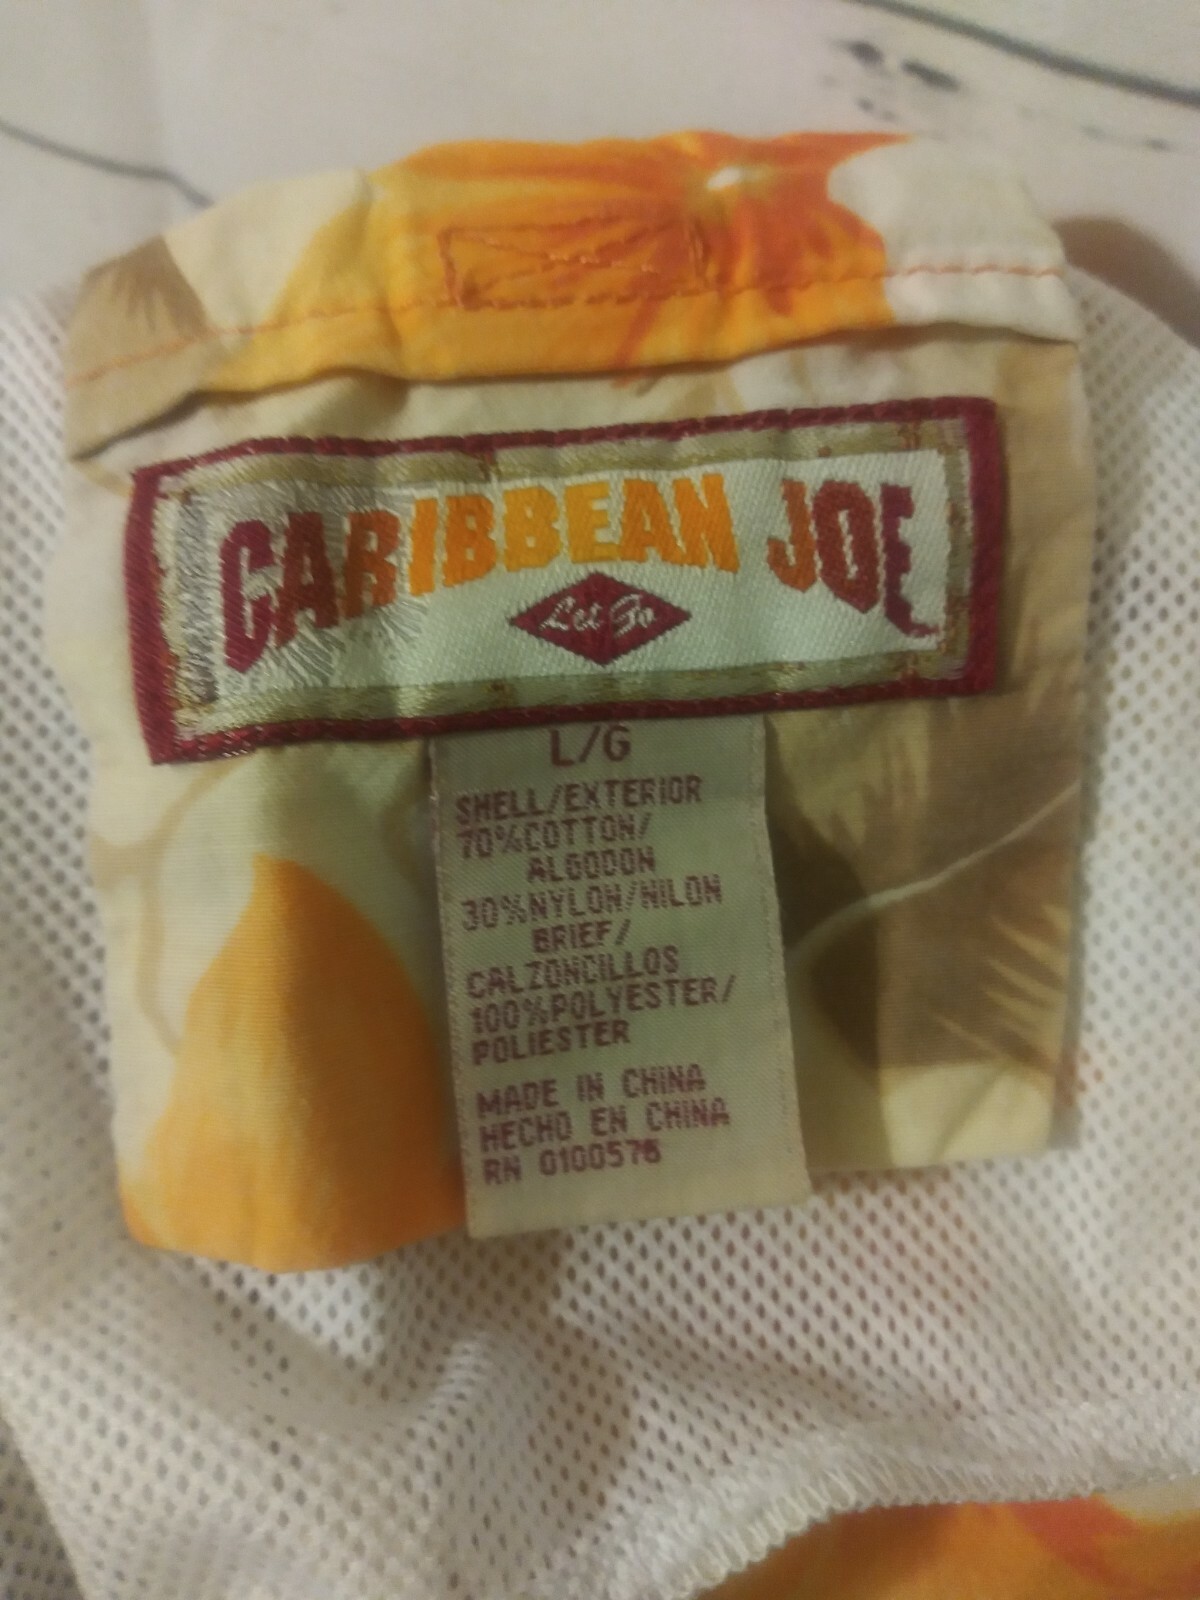 CARIBBEAN JOE
Let Go
L/G
SHELL/EXTERIOR
70%COTTON/
ALGODON
30%NYLON/NILON
BRIEF/
CALZONCILLOS
100%POLYESTER/
POLIESTER
MADE IN CHINA
HECHO EN CHINA
RN 0100576